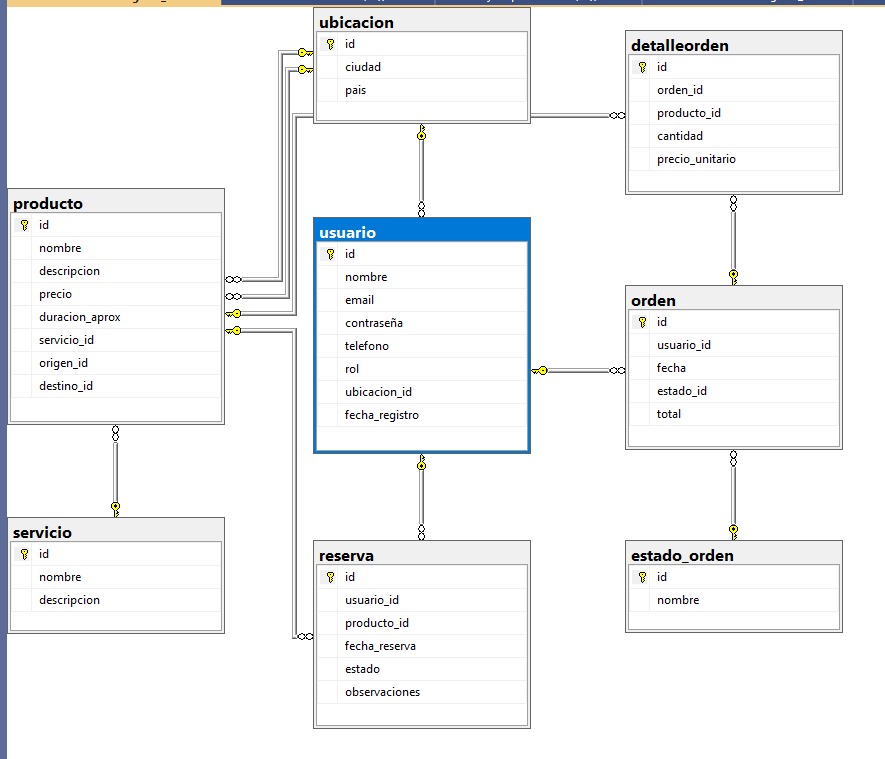 ubicacion
id
ciudad
pais
detalleorden
id
orden_id
producto_id
cantidad
precio_unitario
producto
id
nombre
descripcion
precio
duracion_aprox
servicio_id
origen_id
destino_id
usuario
id
nombre
email
contraseña
telefono
rol
ubicacion_id
fecha_registro
orden
id
usuario_id
fecha
estado_id
total
servicio
id
nombre
descripcion
reserva
id
usuario_id
producto_id
fecha_reserva
estado
observaciones
estado_orden
id
nombre